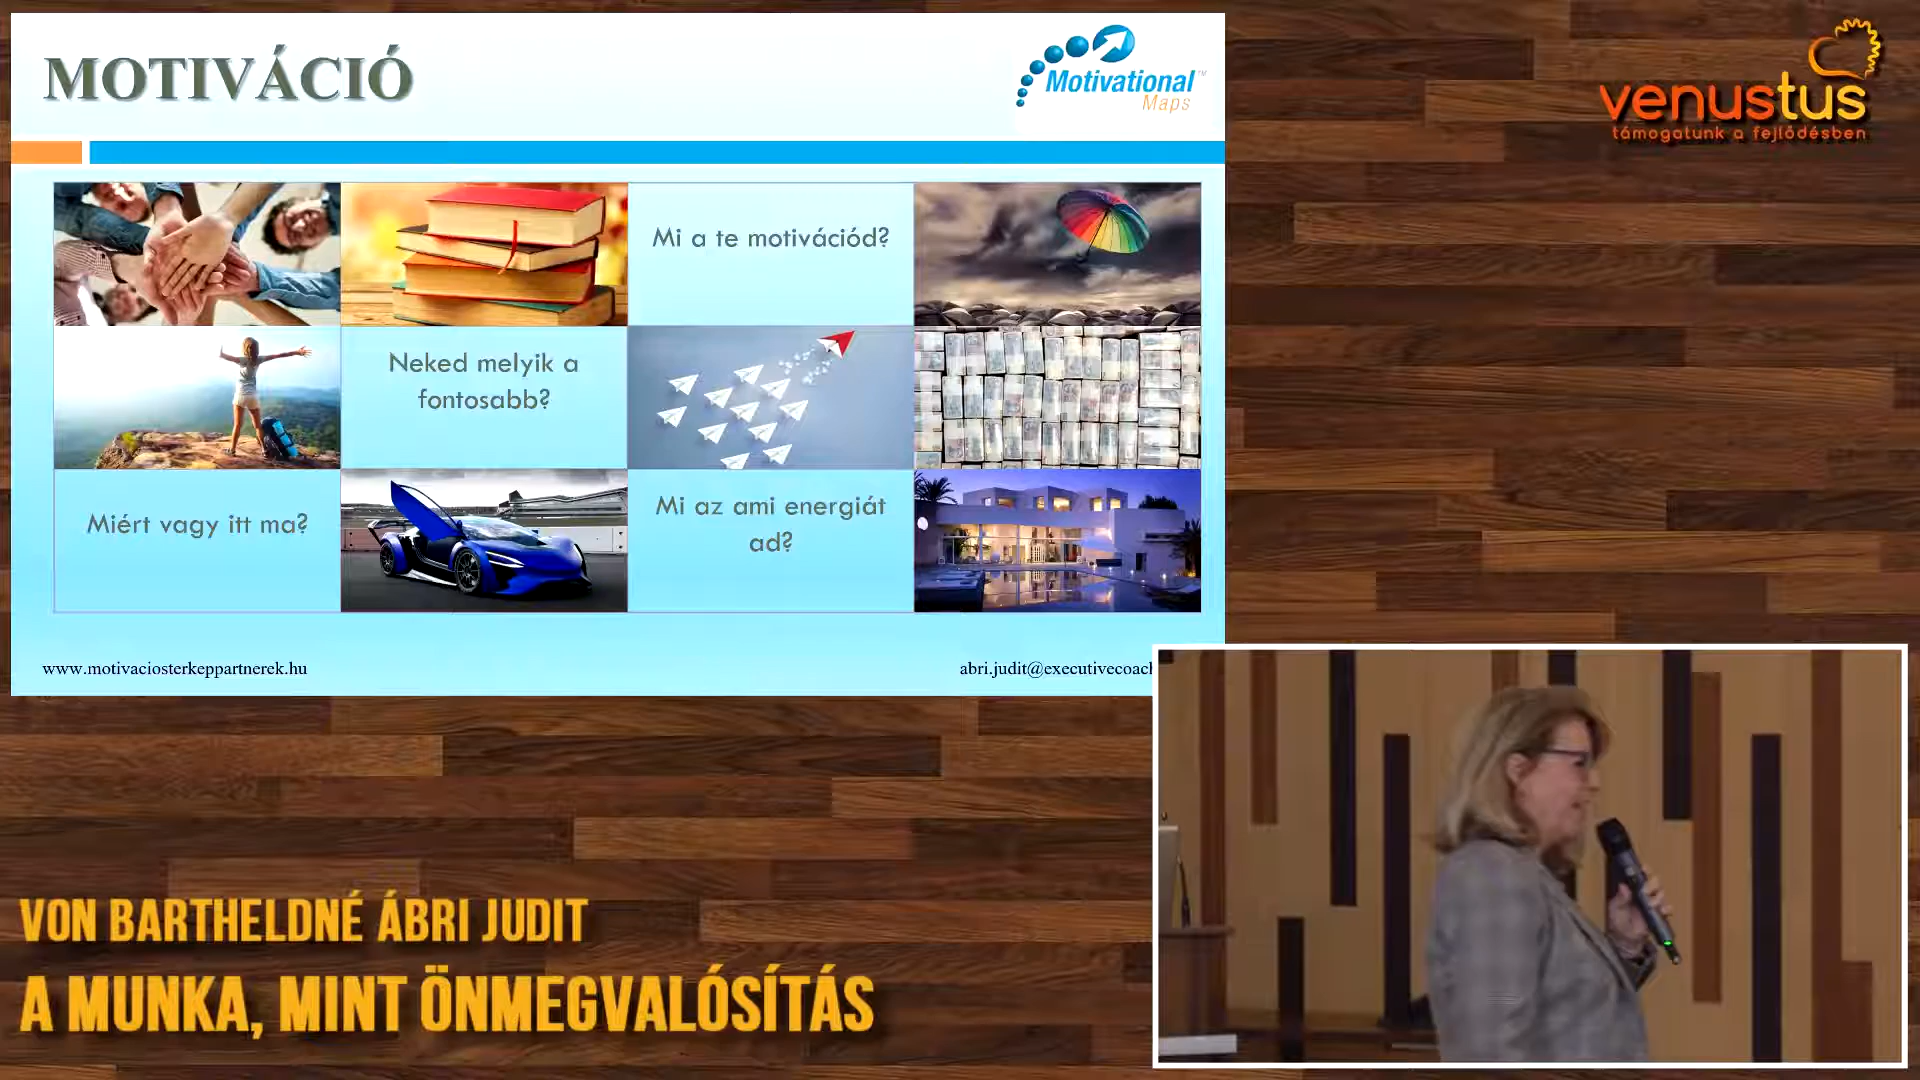 MOTIVÁCIÓ
Motivational™
Maps
venustus
támogatunk a fejlődésben
Mi a te motivációd?
Neked melyik a
fontosabb?
Miért vagy itt ma?
Mi az ami energiát
ad?
www.motivaciosterkeppartnerek.hu
abri.judit@executivecoach
VON BARTHELDNÉ ÁBRI JUDIT
A MUNKA, MINT ÖNMEGVALÓSÍTÁS